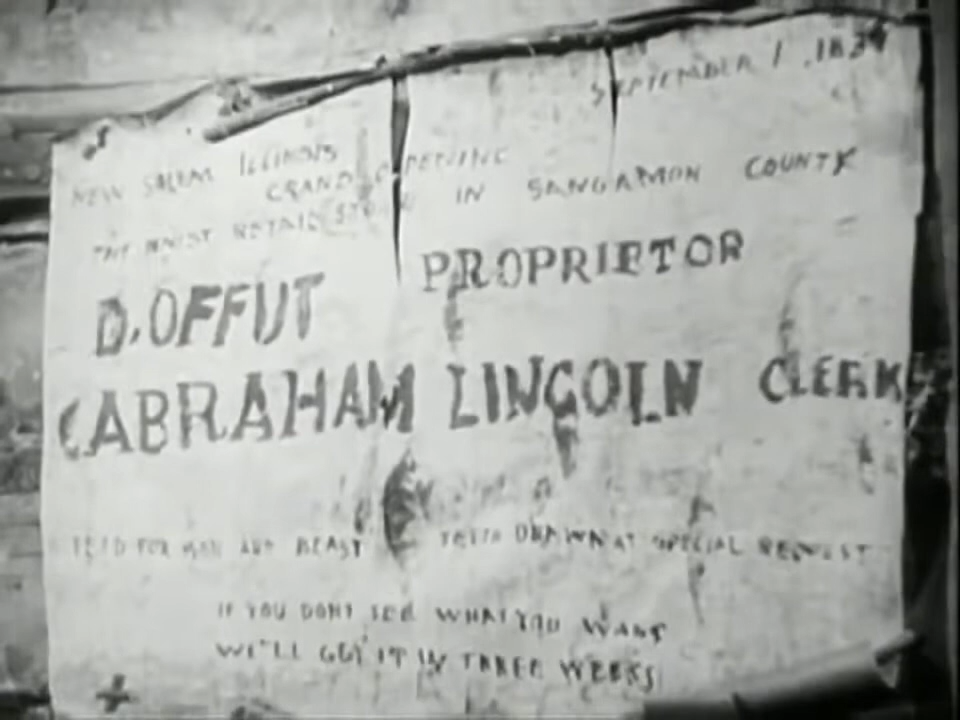 SEPTEMBER 1, 1834
NEW SALEM ILLINOIS
GRAND OPENING
THE FINEST RETAIL STORE IN SANGAMON COUNTY
D. OFFUT PROPRIETOR
ABRAHAM LINCOLN CLERK
FEED FOR MAN AND BEAST TEETH DRAWN AT SPECIAL REQUEST
IF YOU DONT SEE WHAT YOU WANT
WE'LL GET IT IN THREE WEEKS